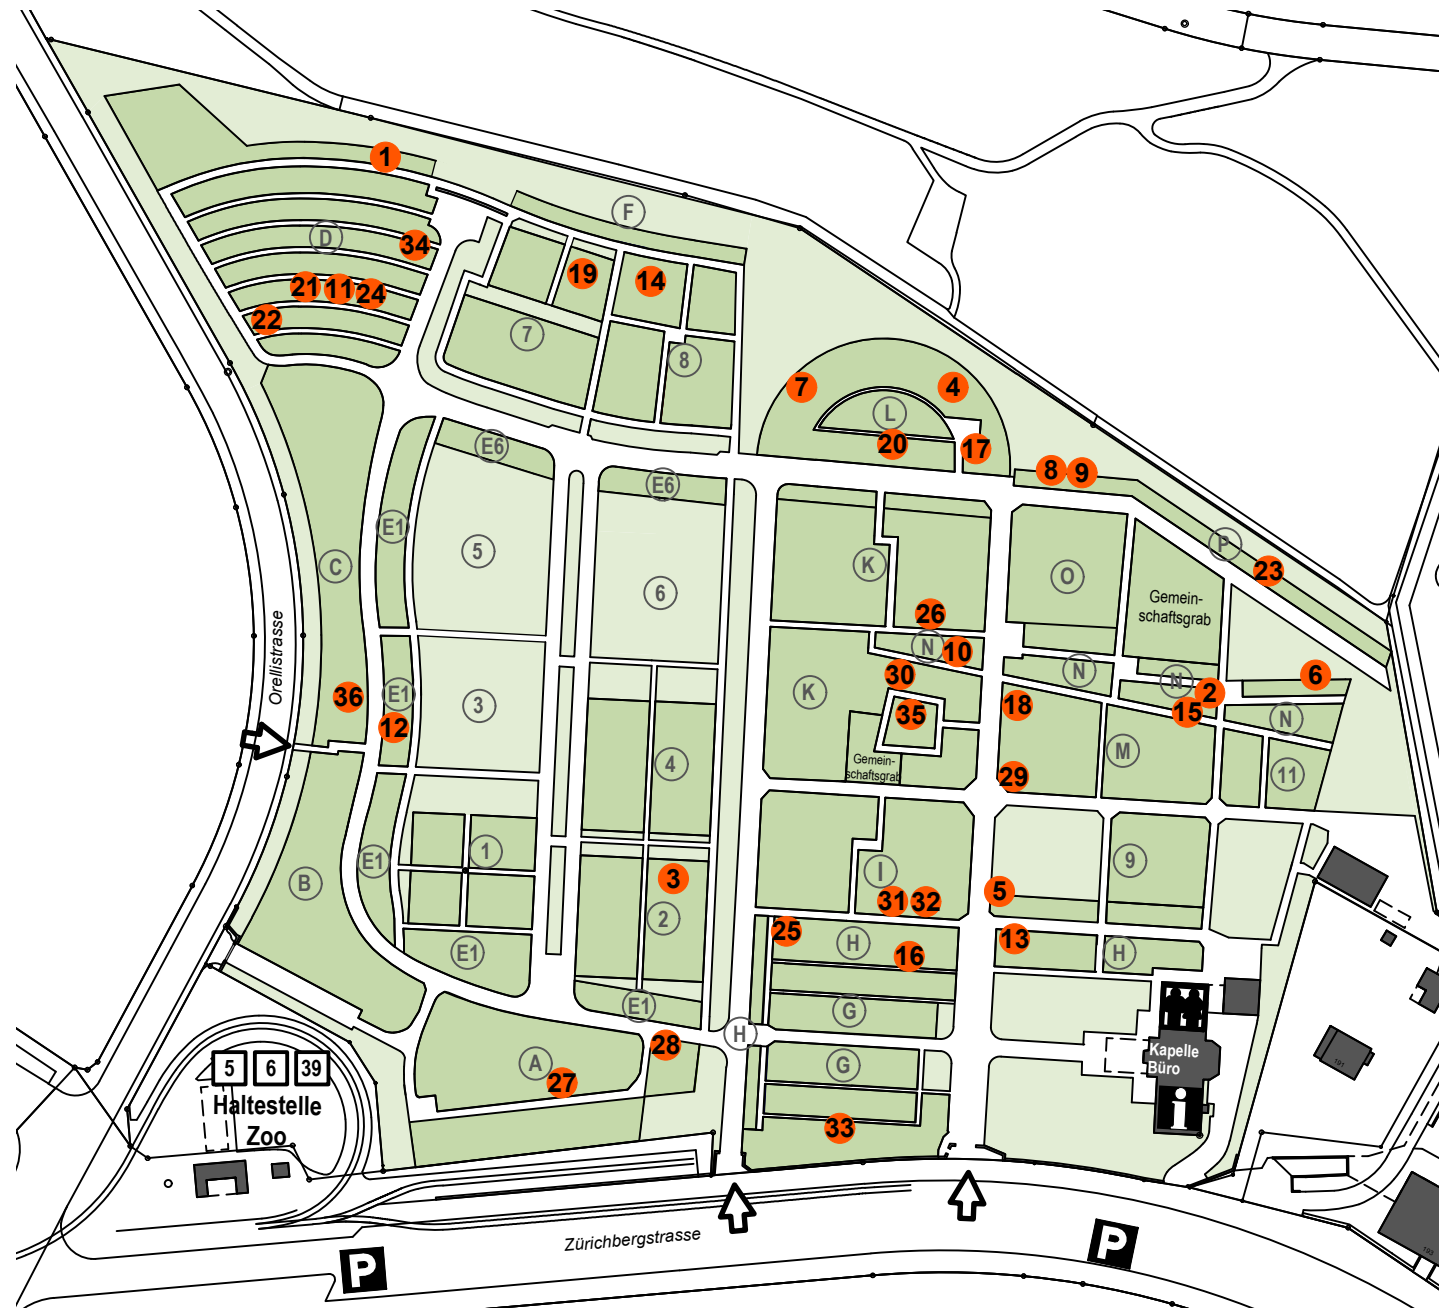 1
F
D
34
19
14
21
11
24
22
7
8
7
4
L
20
17
E6
E6
8
9
E1
5
C
6
K
O
P
23
Gemein-
schaftsgrab
26
N
10
N
N
2
6
Orellistrasse
36
E1
12
3
30
K
35
18
15
N
M
4
Gemein-
schaftsgrab
29
11
1
E1
B
3
2
I
31
32
5
9
25
H
16
13
H
E1
E1
G
H
28
A
27
G
33
Kapelle
Büro
i
5
6
39
Haltestelle
Zoo
Zürichbergstrasse
P
P
191
193